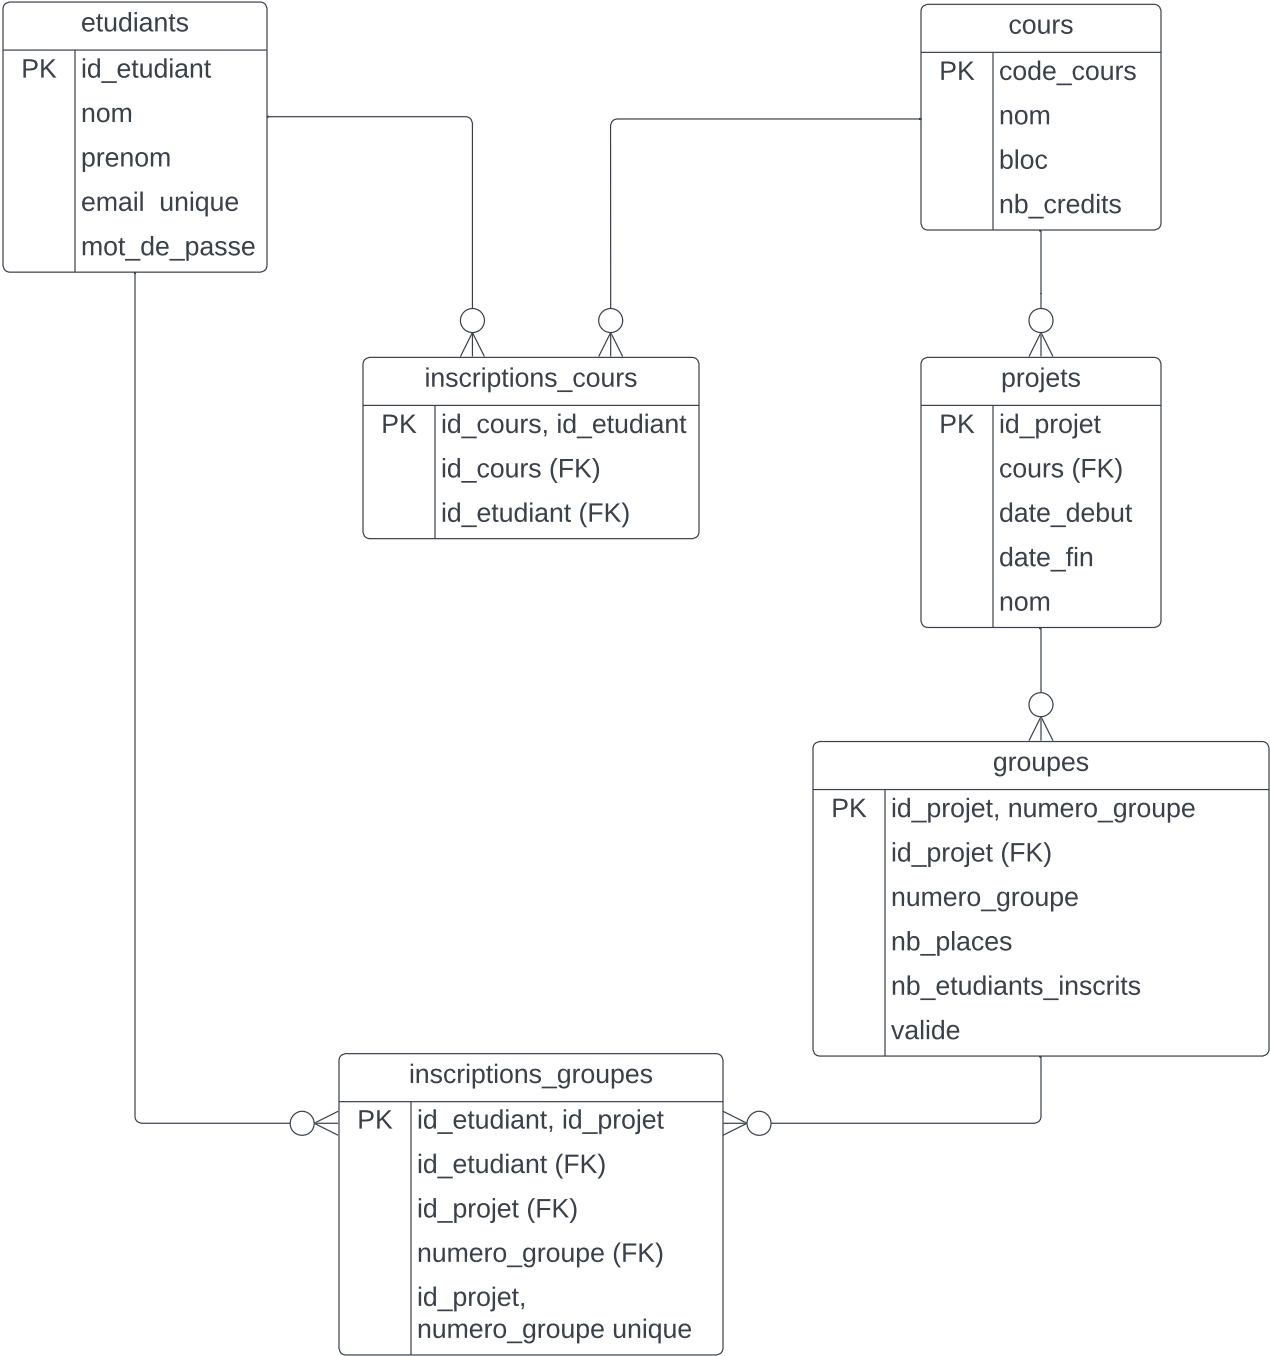 etudiants
PK id_etudiant
nom
prenom
email  unique
mot_de_passe
cours
PK code_cours
nom
bloc
nb_credits
inscriptions_cours
PK id_cours, id_etudiant
id_cours (FK)
id_etudiant (FK)
projets
PK id_projet
cours (FK)
date_debut
date_fin
nom
groupes
PK id_projet, numero_groupe
id_projet (FK)
numero_groupe
nb_places
nb_etudiants_inscrits
valide
inscriptions_groupes
PK id_etudiant, id_projet
id_etudiant (FK)
id_projet (FK)
numero_groupe (FK)
id_projet,
numero_groupe unique